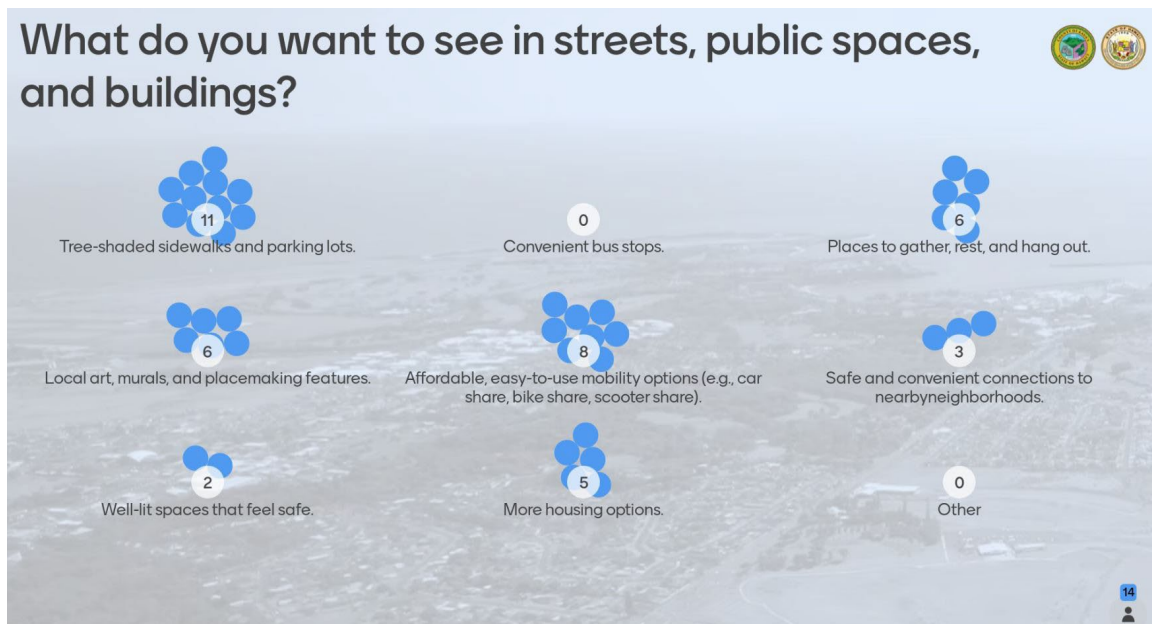 What do you want to see in streets, public spaces,
and buildings?
11
Tree-shaded sidewalks and parking lots.
0
Convenient bus stops.
6
Places to gather, rest, and hang out.
6
Local art, murals, and placemaking features.
8
Affordable, easy-to-use mobility options (e.g., car
share, bike share, scooter share).
3
Safe and convenient connections to
nearbyneighborhoods.
2
Well-lit spaces that feel safe.
5
More housing options.
0
Other
14